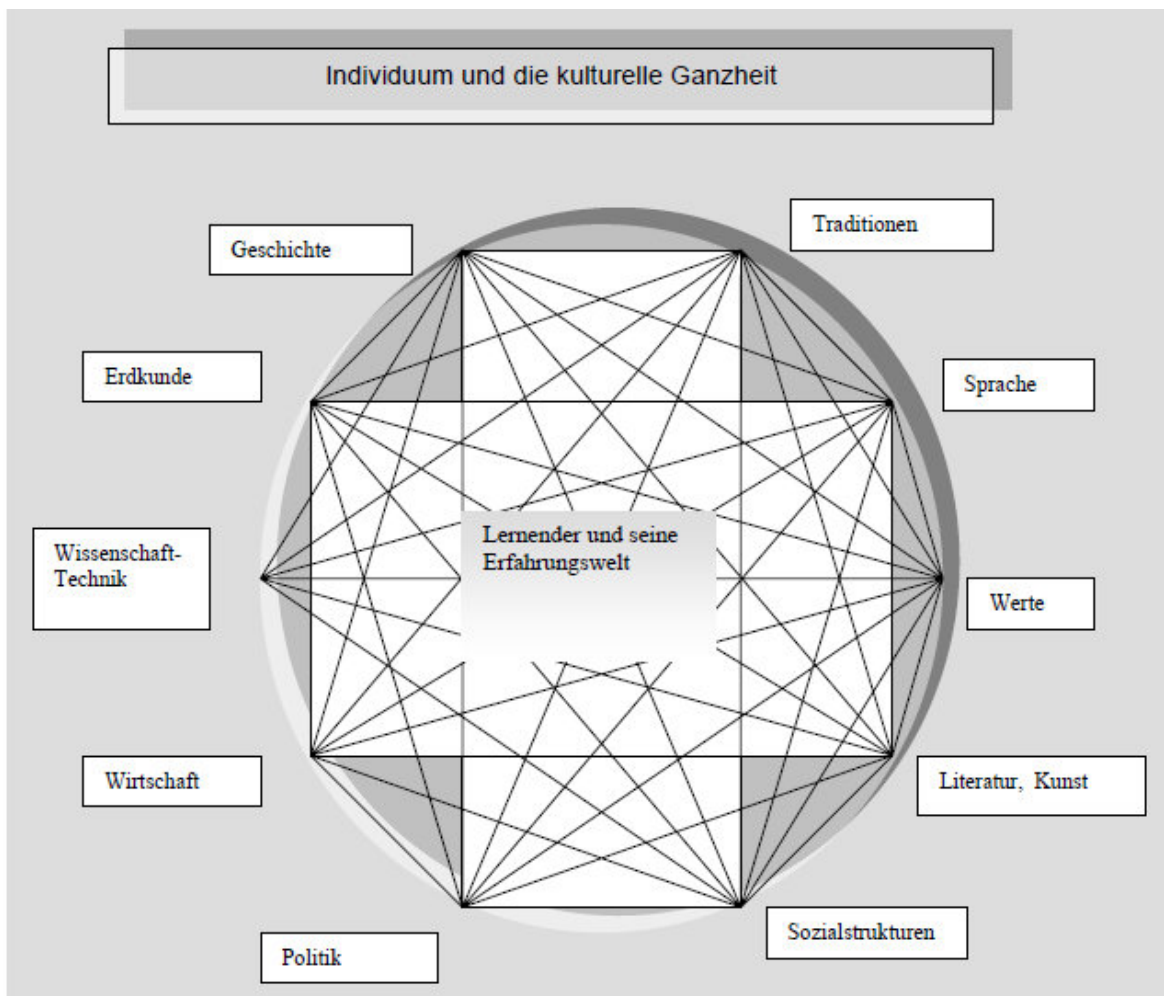 Individuum und die kulturelle Ganzheit
Traditionen
Geschichte
Erdkunde
Sprache
Lernender und seine
Erfahrungswelt
Wissenschaft-
Technik
Werte
Wirtschaft
Literatur, Kunst
Sozialstrukturen
Politik